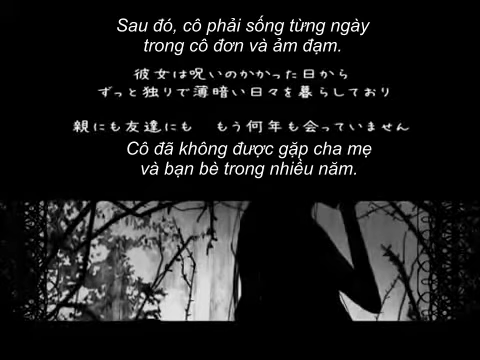 Sau đó, cô phải sống từng ngày
trong cô đơn và ảm đạm.
彼女は呪いのかかった日から
ずっと独りで薄暗い日々を暮らしており
親にも友達にも　もう何年も会っていません
Cô đã không được gặp cha mẹ
và bạn bè trong nhiều năm.